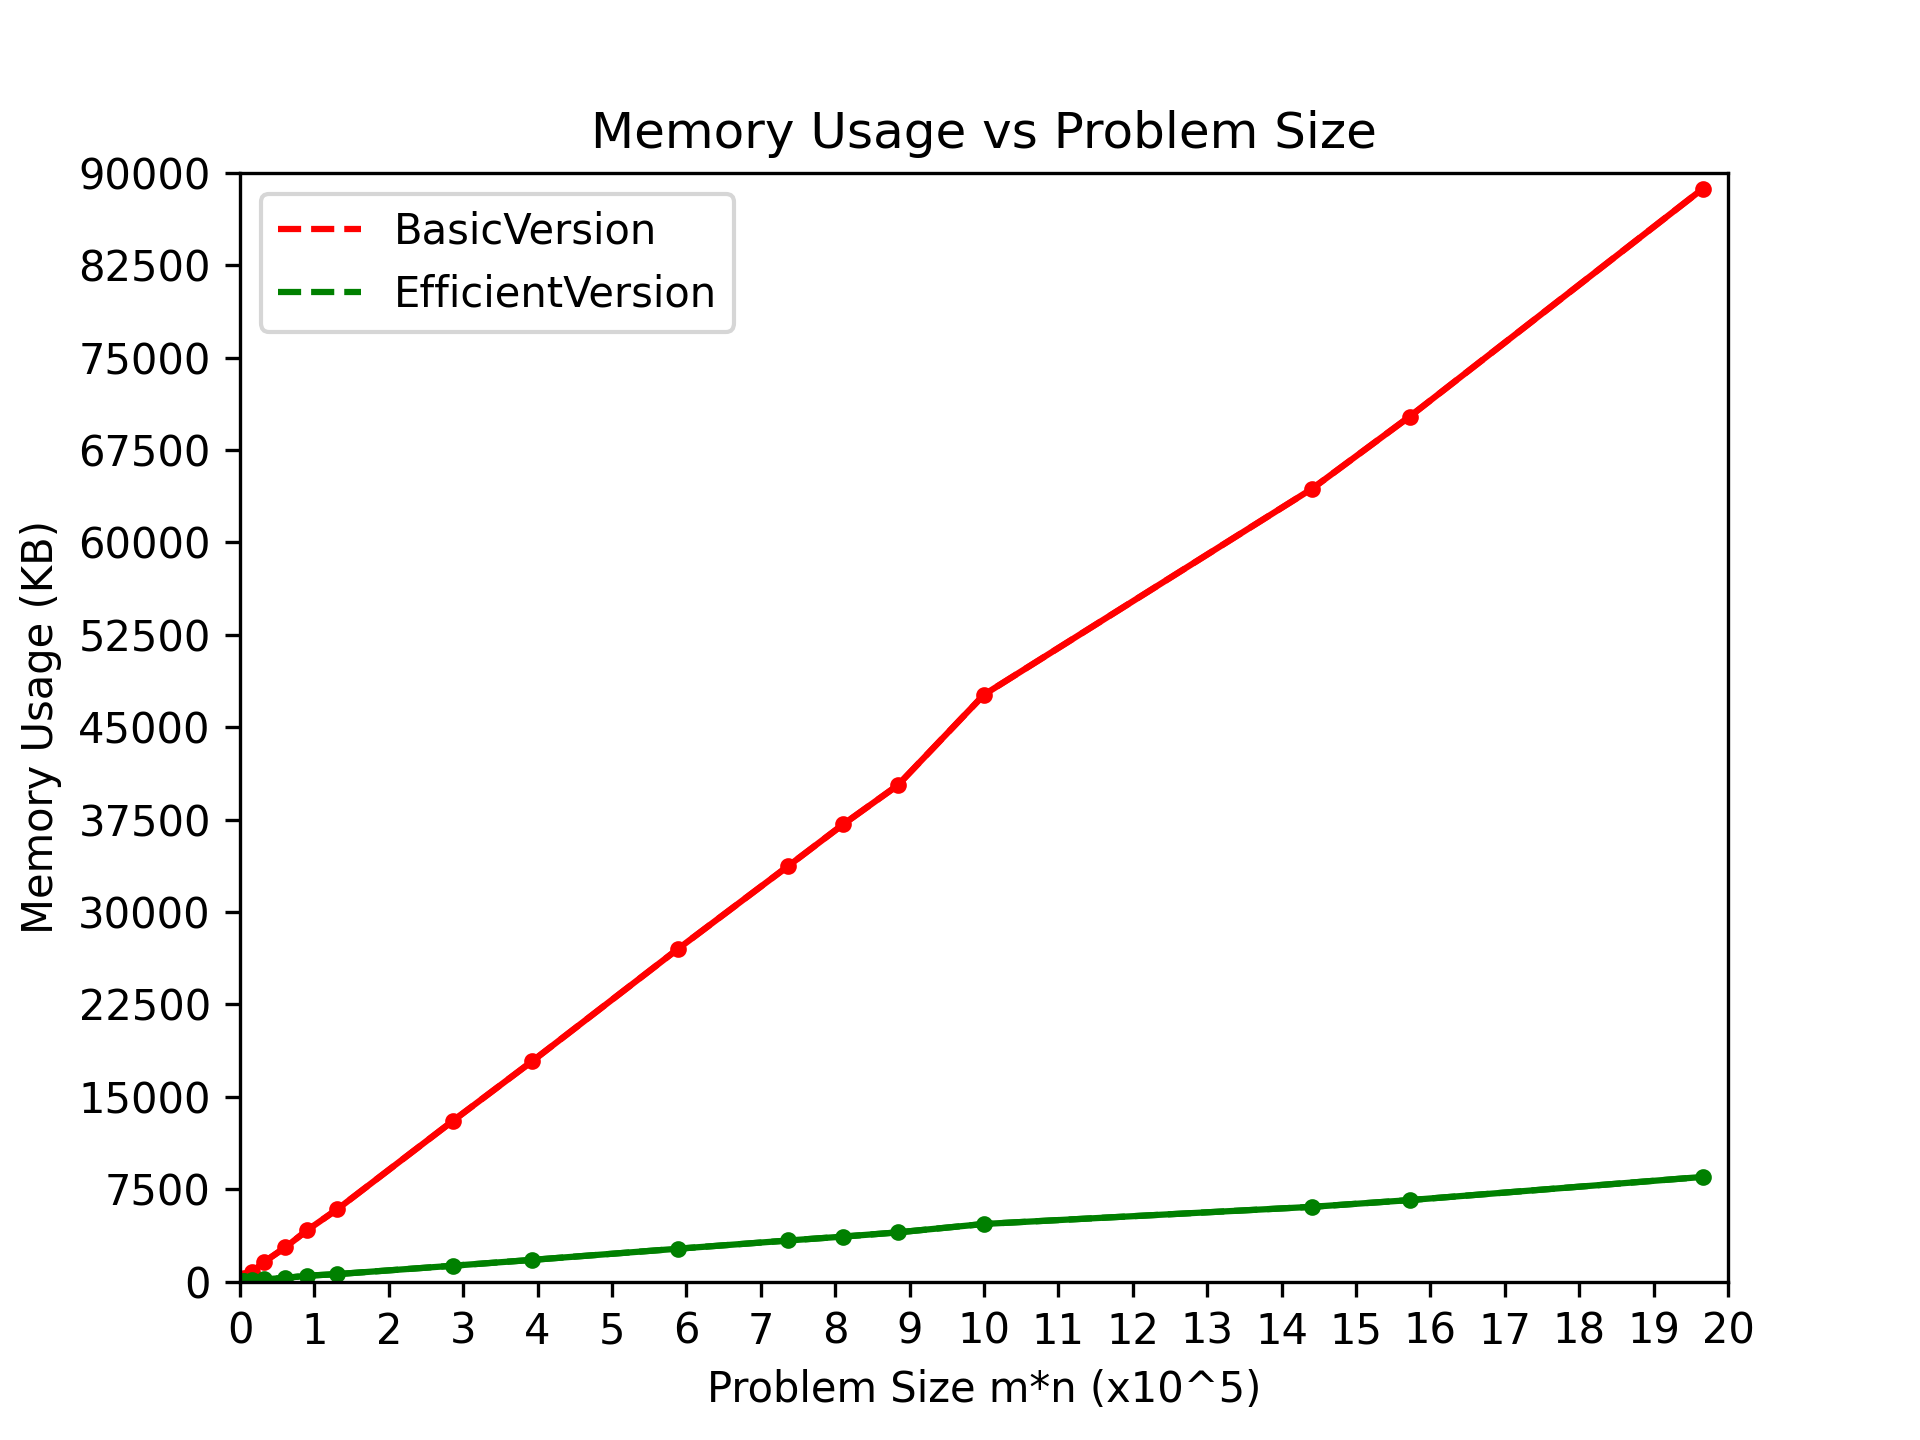 Memory Usage vs Problem Size
BasicVersion
EfficientVersion
Memory Usage (KB)
90000
82500
75000
67500
60000
52500
45000
37500
30000
22500
15000
7500
0
0 1 2 3 4 5 6 7 8 9 10 11 12 13 14 15 16 17 18 19 20
Problem Size m*n (x10^5)